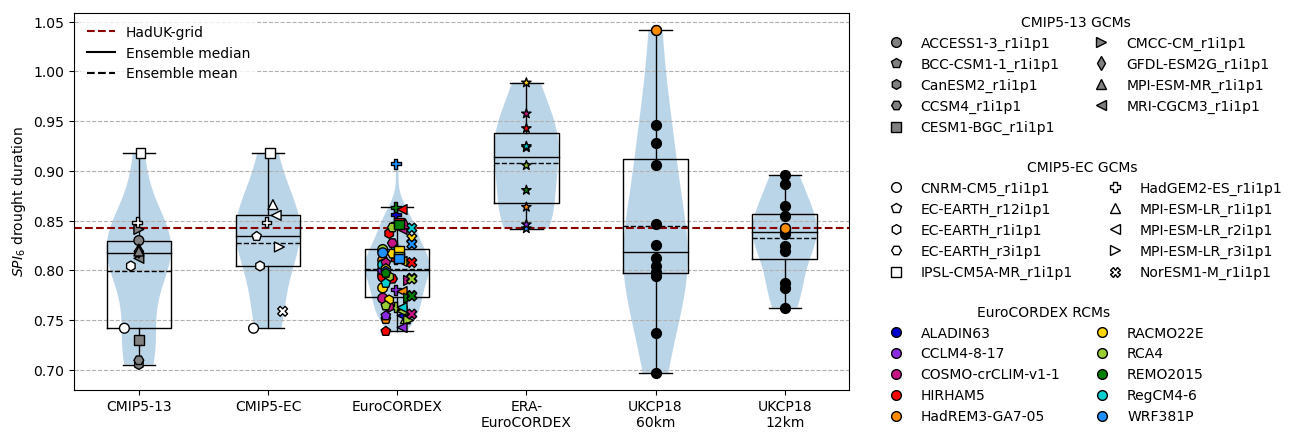 HadUK-grid
Ensemble median
Ensemble mean
SPI6 drought duration
1.05
1.00
0.95
0.90
0.85
0.80
0.75
0.70
CMIP5-13
CMIP5-EC
EuroCORDEX
ERA-
EuroCORDEX
UKCP18
60km
UKCP18
12km
CMIP5-13 GCMs
ACCESS1-3_r1i1p1
BCC-CSM1-1_r1i1p1
CanESM2_r1i1p1
CCSM4_r1i1p1
CESM1-BGC_r1i1p1
CMCC-CM_r1i1p1
GFDL-ESM2G_r1i1p1
MPI-ESM-MR_r1i1p1
MRI-CGCM3_r1i1p1
CMIP5-EC GCMs
CNRM-CM5_r1i1p1
EC-EARTH_r12i1p1
EC-EARTH_r1i1p1
EC-EARTH_r3i1p1
IPSL-CM5A-MR_r1i1p1
HadGEM2-ES_r1i1p1
MPI-ESM-LR_r1i1p1
MPI-ESM-LR_r2i1p1
MPI-ESM-LR_r3i1p1
NorESM1-M_r1i1p1
EuroCORDEX RCMs
ALADIN63
CCLM4-8-17
COSMO-crCLIM-v1-1
HIRHAM5
HadREM3-GA7-05
RACMO22E
RCA4
REMO2015
RegCM4-6
WRF381P